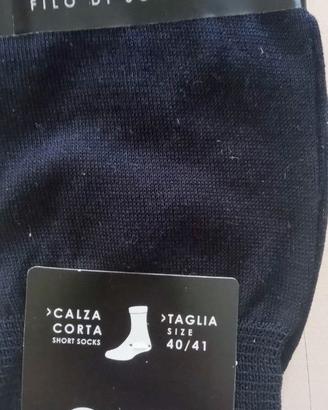 FILO DI
>CALZA
CORTA
SHORT SOCKS
>TAGLIA
SIZE
40/41